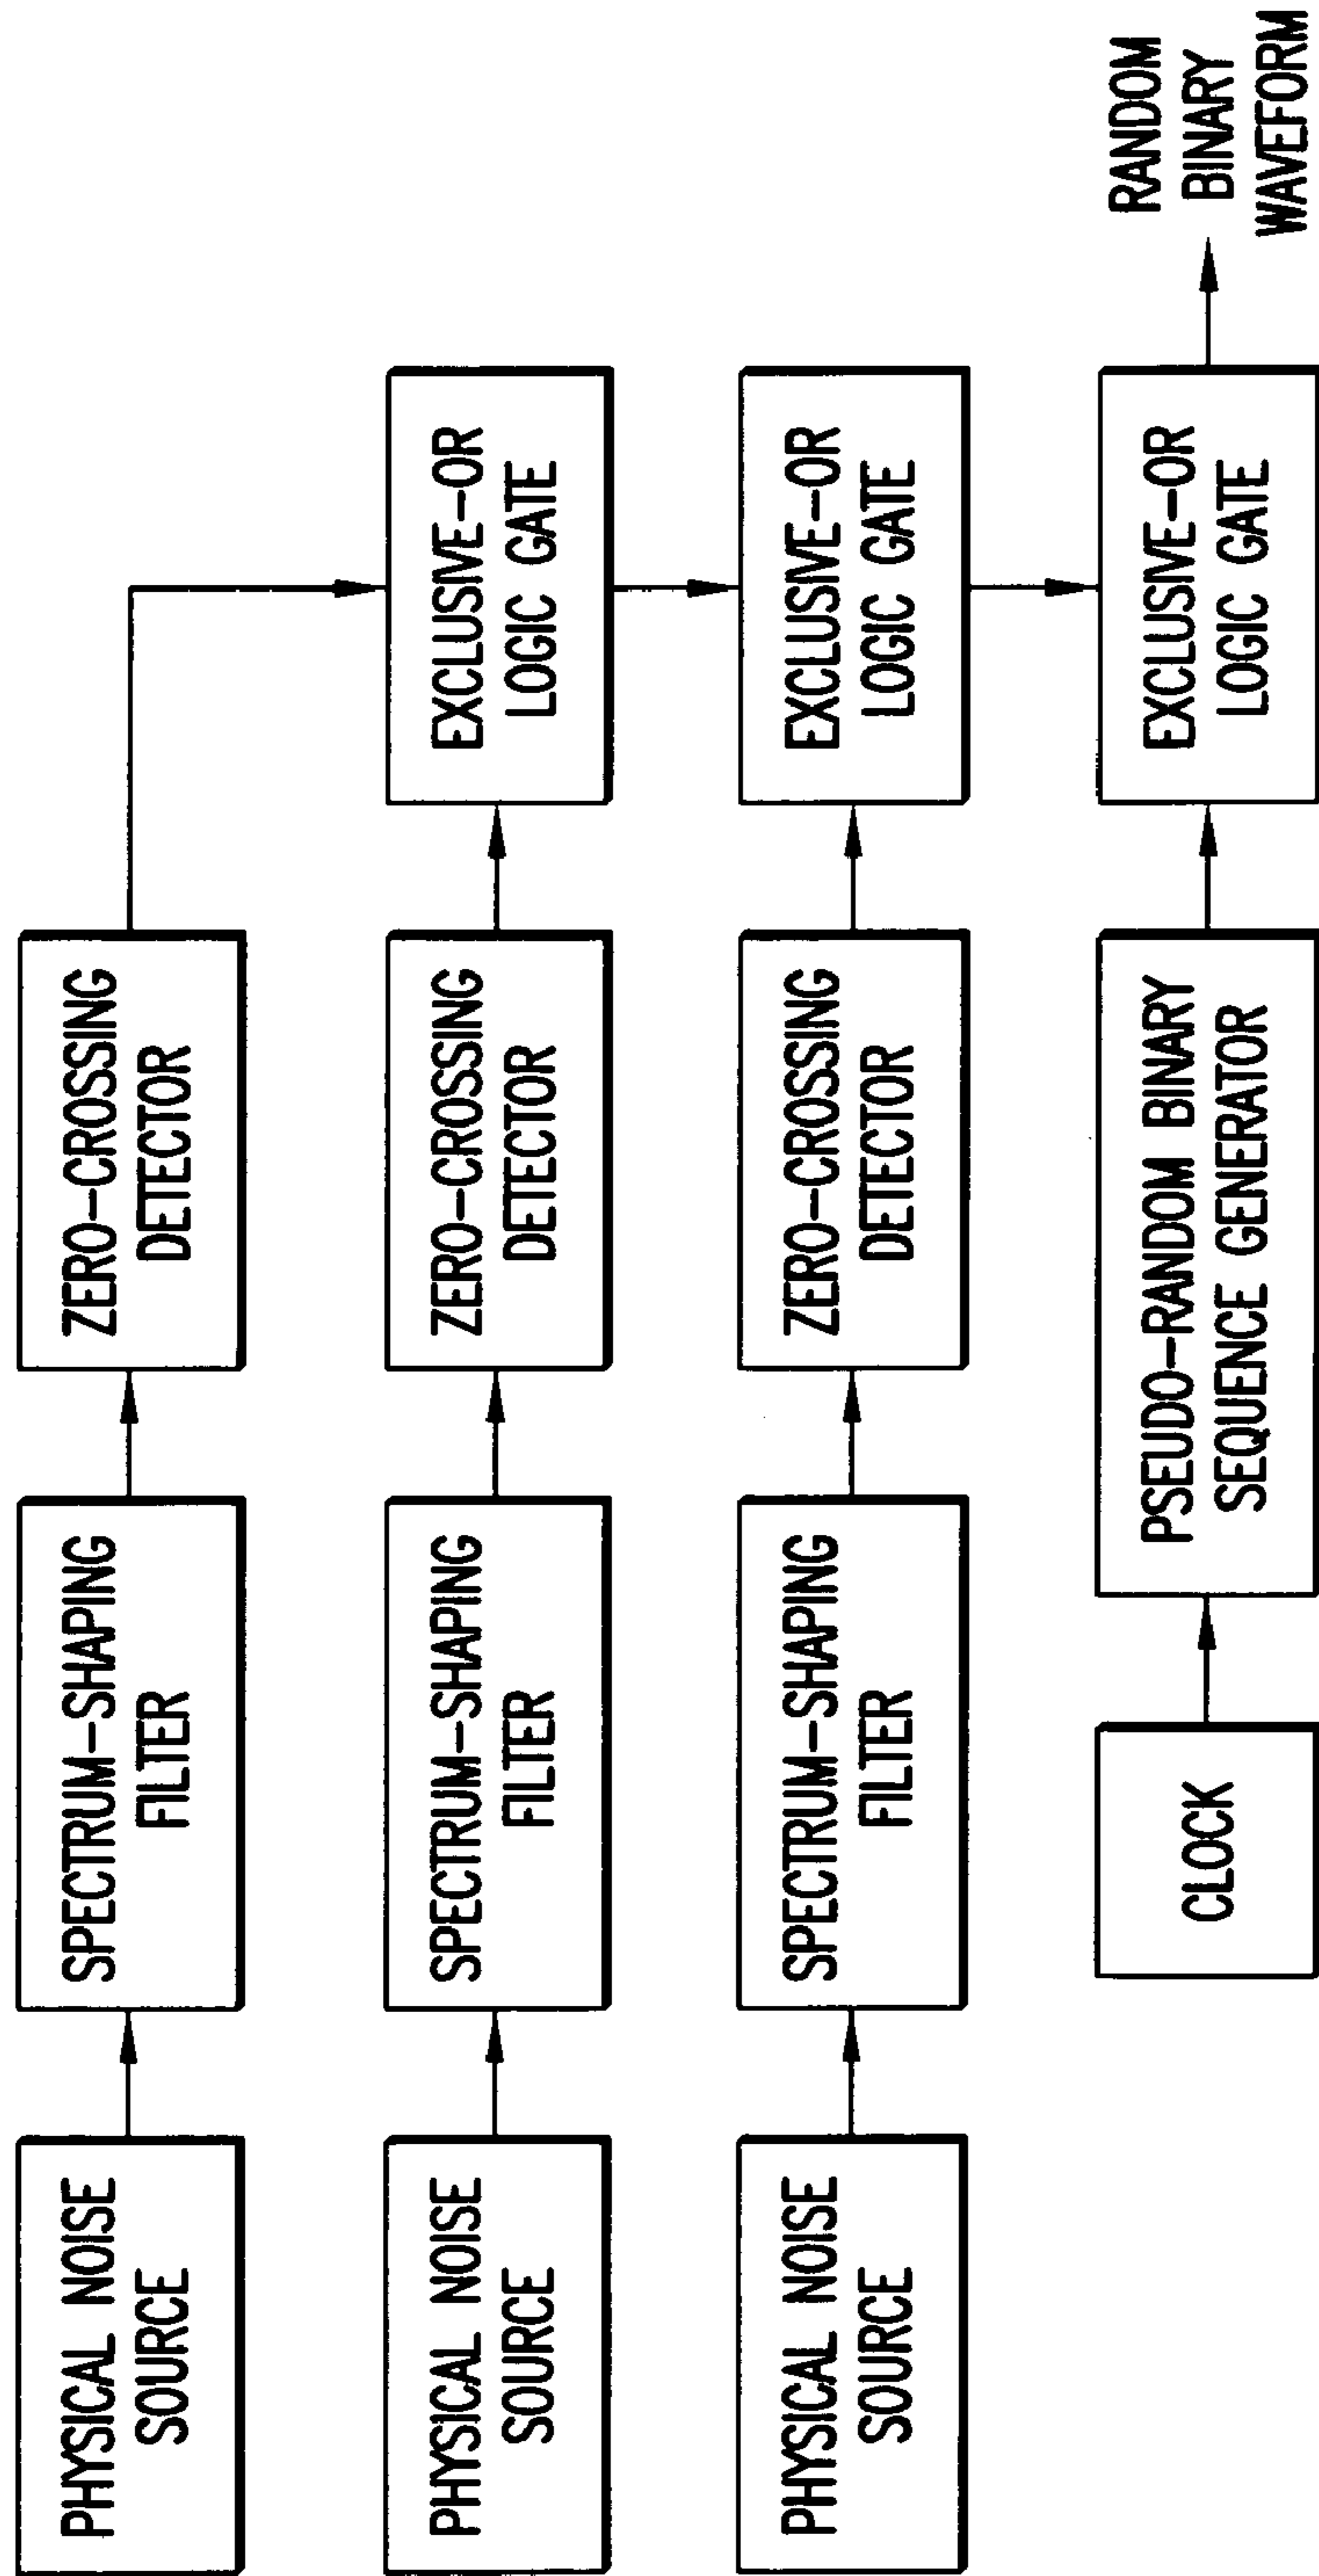 PHYSICAL NOISE
SOURCE
SPECTRUM-SHAPING
FILTER
ZERO-CROSSING
DETECTOR
PHYSICAL NOISE
SOURCE
SPECTRUM-SHAPING
FILTER
ZERO-CROSSING
DETECTOR
EXCLUSIVE-OR
LOGIC GATE
PHYSICAL NOISE
SOURCE
SPECTRUM-SHAPING
FILTER
ZERO-CROSSING
DETECTOR
EXCLUSIVE-OR
LOGIC GATE
CLOCK
PSEUDO-RANDOM BINARY
SEQUENCE GENERATOR
EXCLUSIVE-OR
LOGIC GATE
RANDOM
BINARY
WAVEFORM